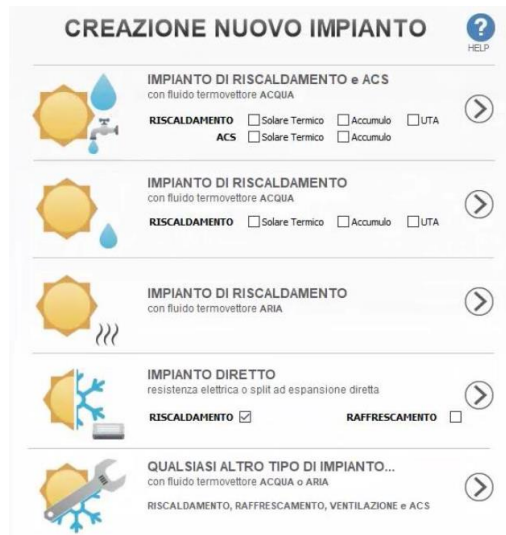 CREAZIONE NUOVO IMPIANTO
HELP
IMPIANTO DI RISCALDAMENTO e ACS
con fluido termovettore ACQUA
RISCALDAMENTO Solare Termico Accumulo UTA
ACS Solare Termico Accumulo
IMPIANTO DI RISCALDAMENTO
con fluido termovettore ACQUA
RISCALDAMENTO Solare Termico Accumulo UTA
IMPIANTO DI RISCALDAMENTO
con fluido termovettore ARIA
IMPIANTO DIRETTO
resistenza elettrica o split ad espansione diretta
RISCALDAMENTO RAFFRESCAMENTO
QUALSIASI ALTRO TIPO DI IMPIANTO...
con fluido termovettore ACQUA o ARIA
RISCALDAMENTO, RAFFRESCAMENTO, VENTILAZIONE e ACS